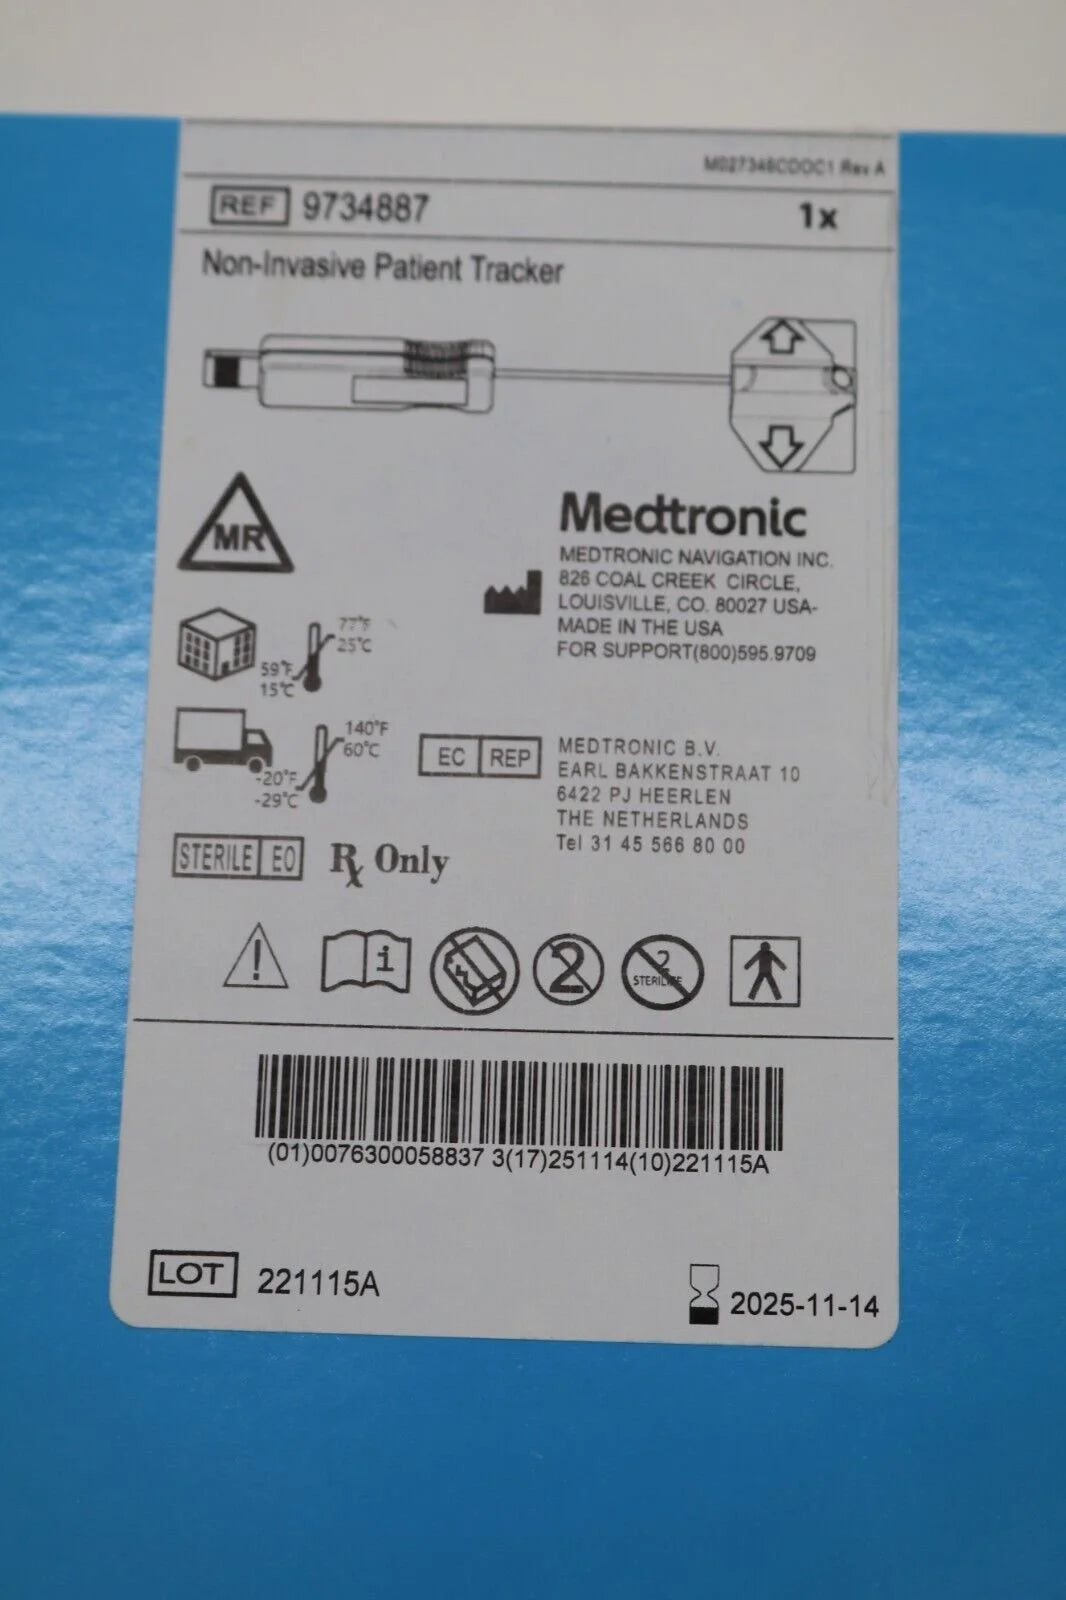 M027346CDOC1 Rev A
REF 9734887 1x
Non-Invasive Patient Tracker
MR
Medtronic
MEDTRONIC NAVIGATION INC.
826 COAL CREEK CIRCLE,
LOUISVILLE, CO. 80027 USA-
MADE IN THE USA
FOR SUPPORT(800)595.9709
77°F
25°C
59°F
15°C
140°F
60°C
-20°F
-29°C
EC REP
MEDTRONIC B.V.
EARL BAKKENSTRAAT 10
6422 PJ HEERLEN
THE NETHERLANDS
Tel 31 45 566 80 00
STERILE EO Rx Only
! i 2 2
STERILIZE
(01)0076300058837 3(17)251114(10)221115A
LOT 221115A 2025-11-14